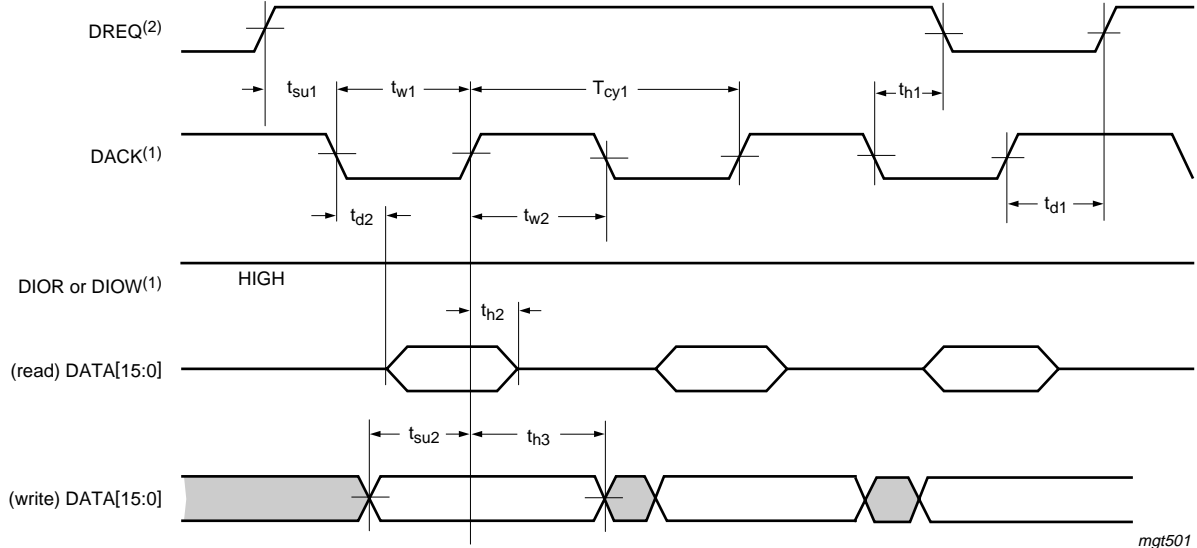 DREQ(2)
tsu1
tw1
Tcy1
th1
DACK(1)
td2
tw2
td1
DIOR or DIOW(1)
HIGH
th2
(read) DATA[15:0]
tsu2
th3
(write) DATA[15:0]
mgt501